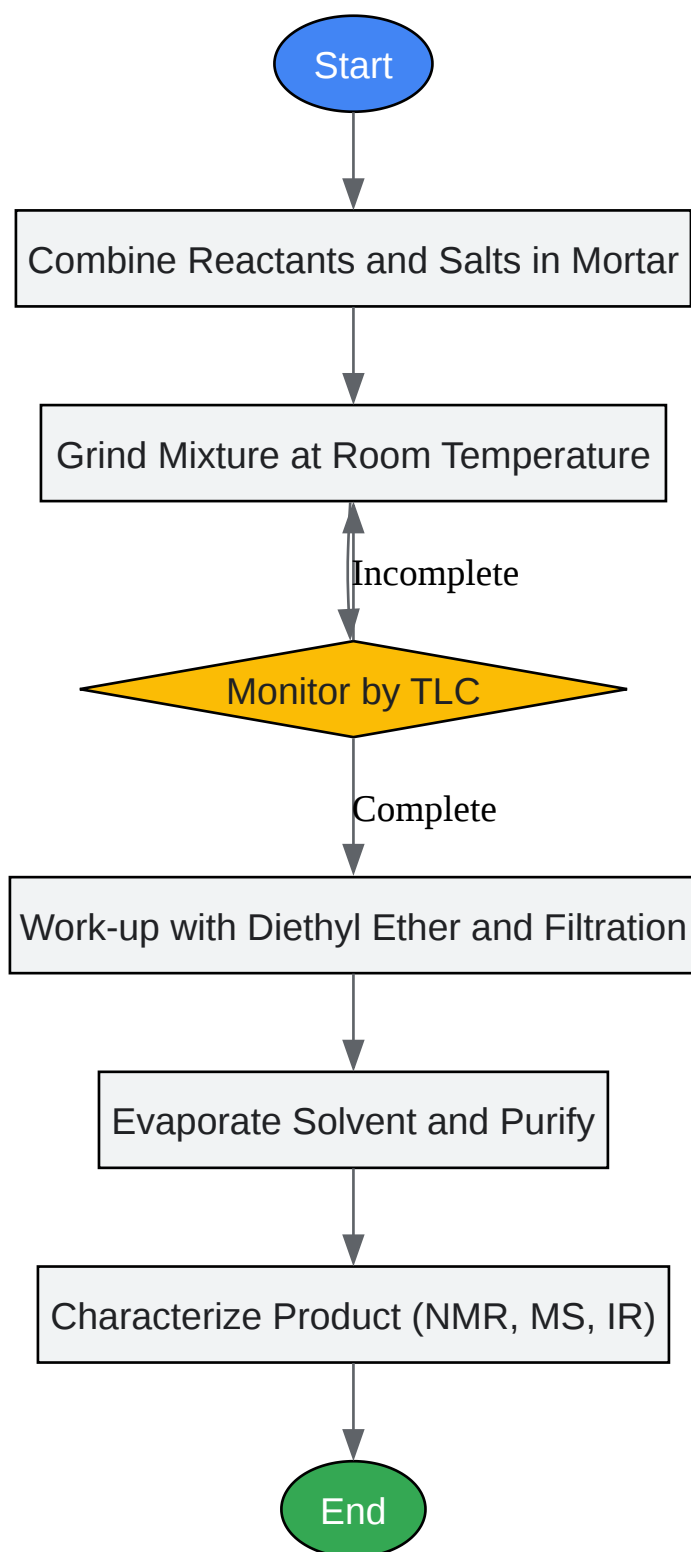 Start
Combine Reactants and Salts in Mortar
Grind Mixture at Room Temperature
Incomplete
Monitor by TLC
Complete
Work-up with Diethyl Ether and Filtration
Evaporate Solvent and Purify
Characterize Product (NMR, MS, IR)
End